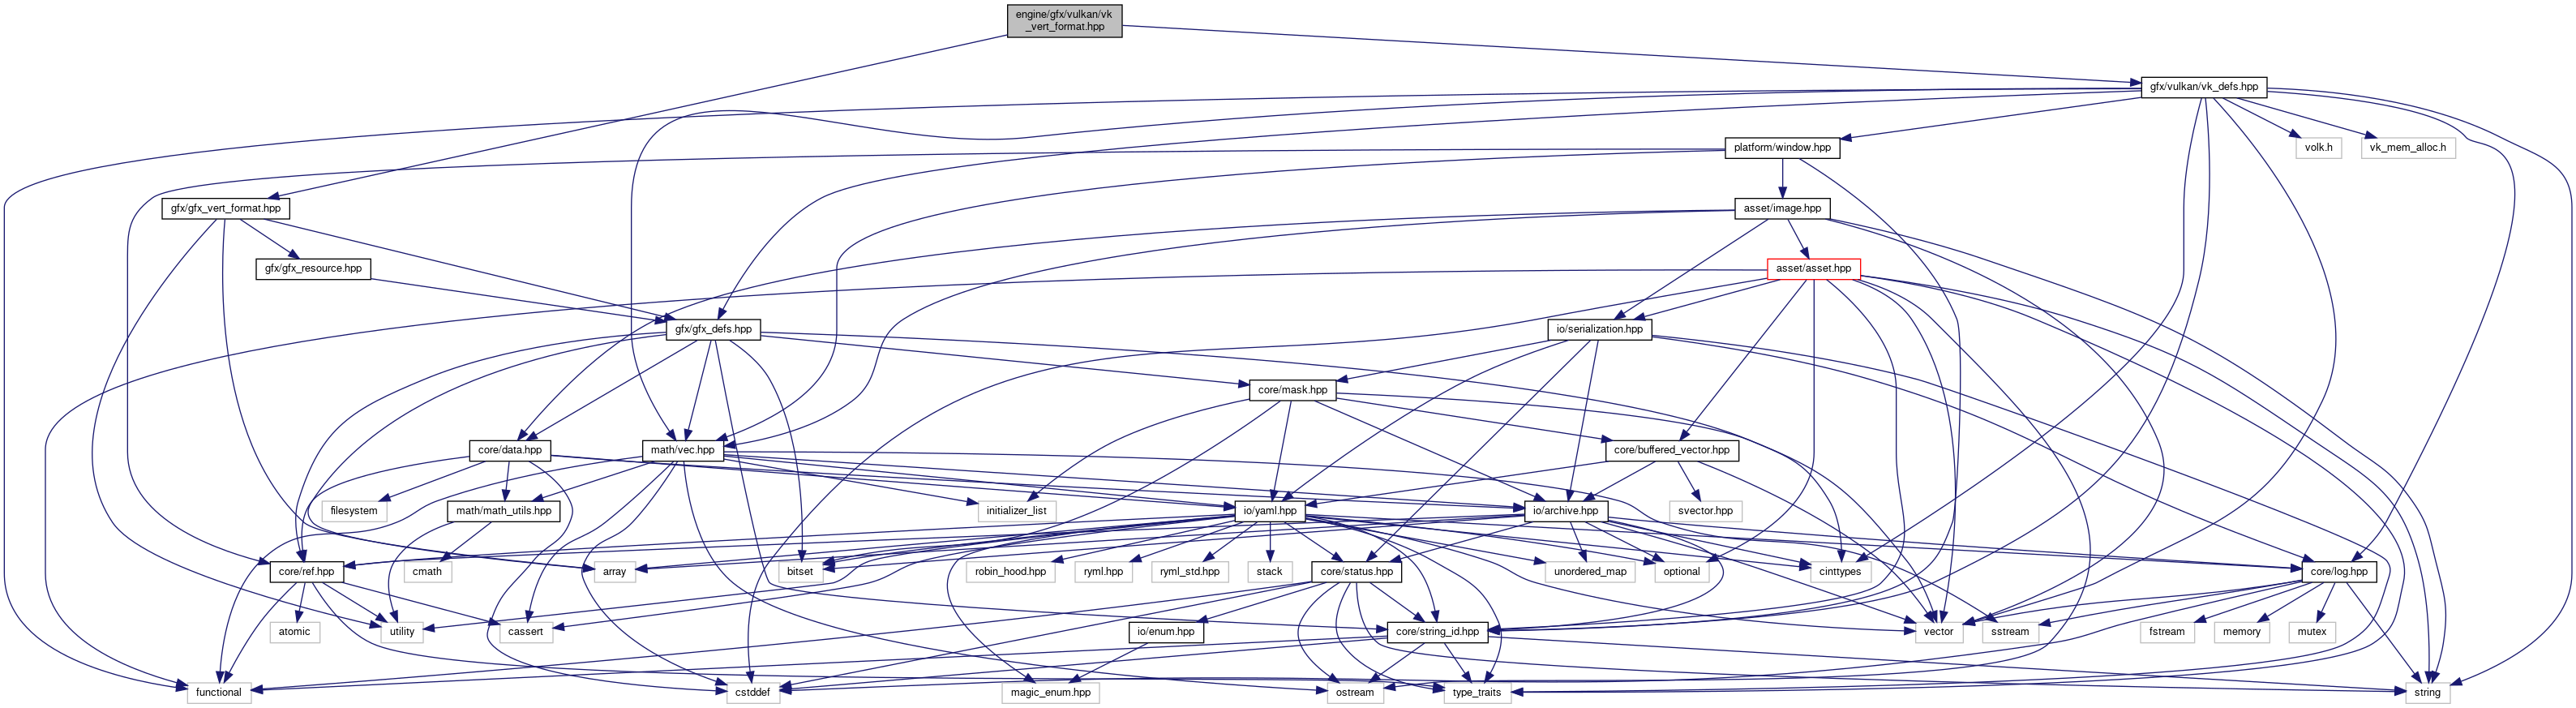 engine/gfx/vulkan/vk
_vert_format.hpp
gfx/vulkan/vk_defs.hpp
platform/window.hpp
volk.h
vk_mem_alloc.h
gfx/gfx_vert_format.hpp
asset/image.hpp
gfx/gfx_resource.hpp
asset/asset.hpp
gfx/gfx_defs.hpp
io/serialization.hpp
core/mask.hpp
core/data.hpp
math/vec.hpp
core/buffered_vector.hpp
filesystem
math/math_utils.hpp
initializer_list
io/yaml.hpp
io/archive.hpp
svector.hpp
core/ref.hpp
cmath
array
bitset
robin_hood.hpp
ryml.hpp
ryml_std.hpp
stack
core/status.hpp
unordered_map
optional
cinttypes
core/log.hpp
atomic
utility
cassert
io/enum.hpp
core/string_id.hpp
vector
sstream
fstream
memory
mutex
functional
cstddef
magic_enum.hpp
ostream
type_traits
string